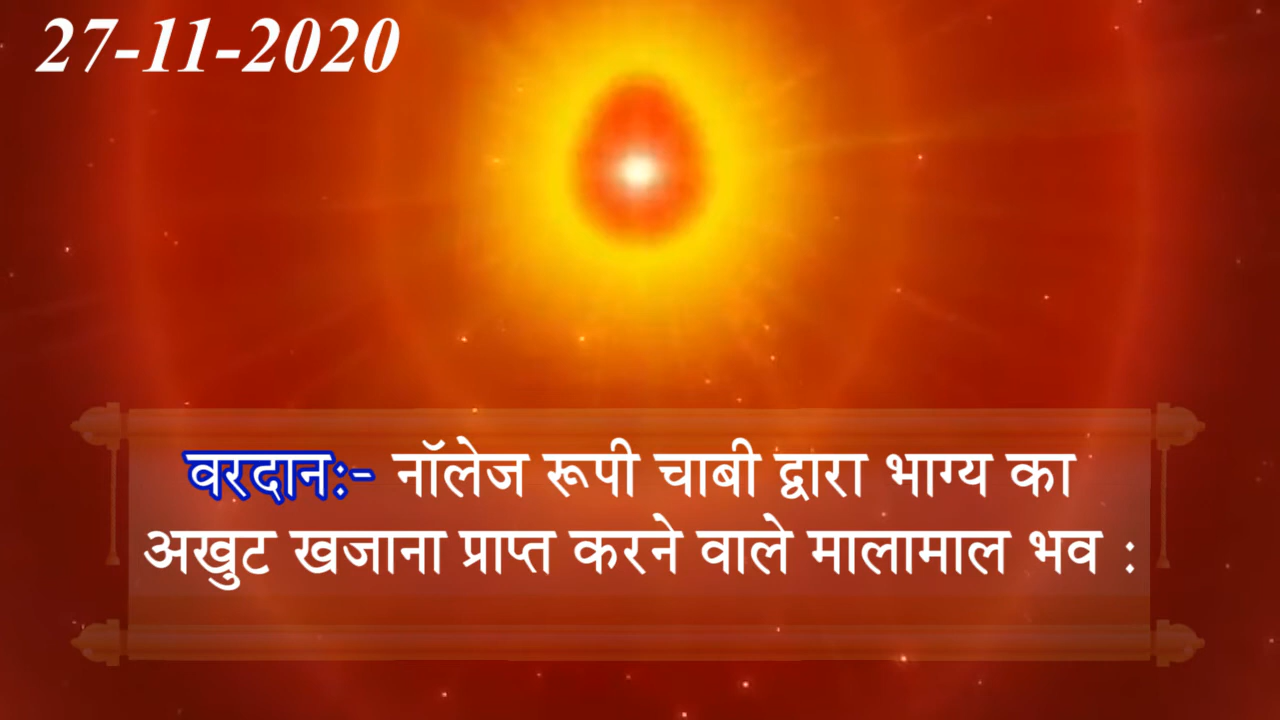 27-11-2020
वरदान:- नॉलेज रूपी चाबी द्वारा भाग्य का
अखुट खजाना प्राप्त करने वाले मालामाल भव :